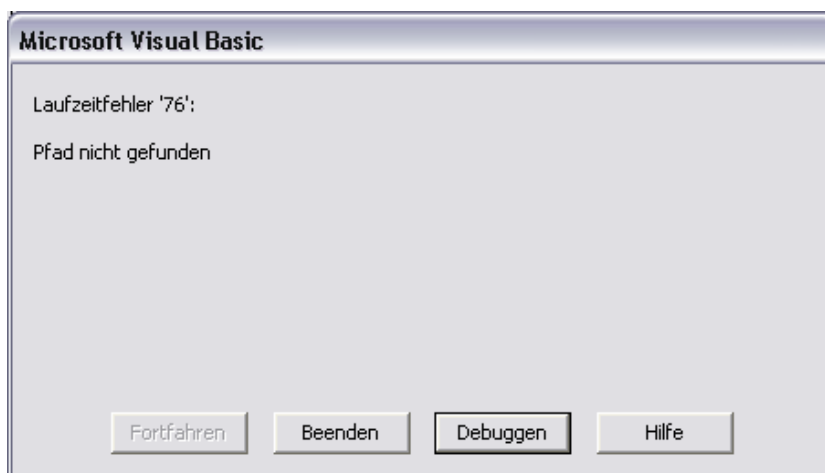 Microsoft Visual Basic
Laufzeitfehler '76':
Pfad nicht gefunden
Fortfahren Beenden Debuggen Hilfe